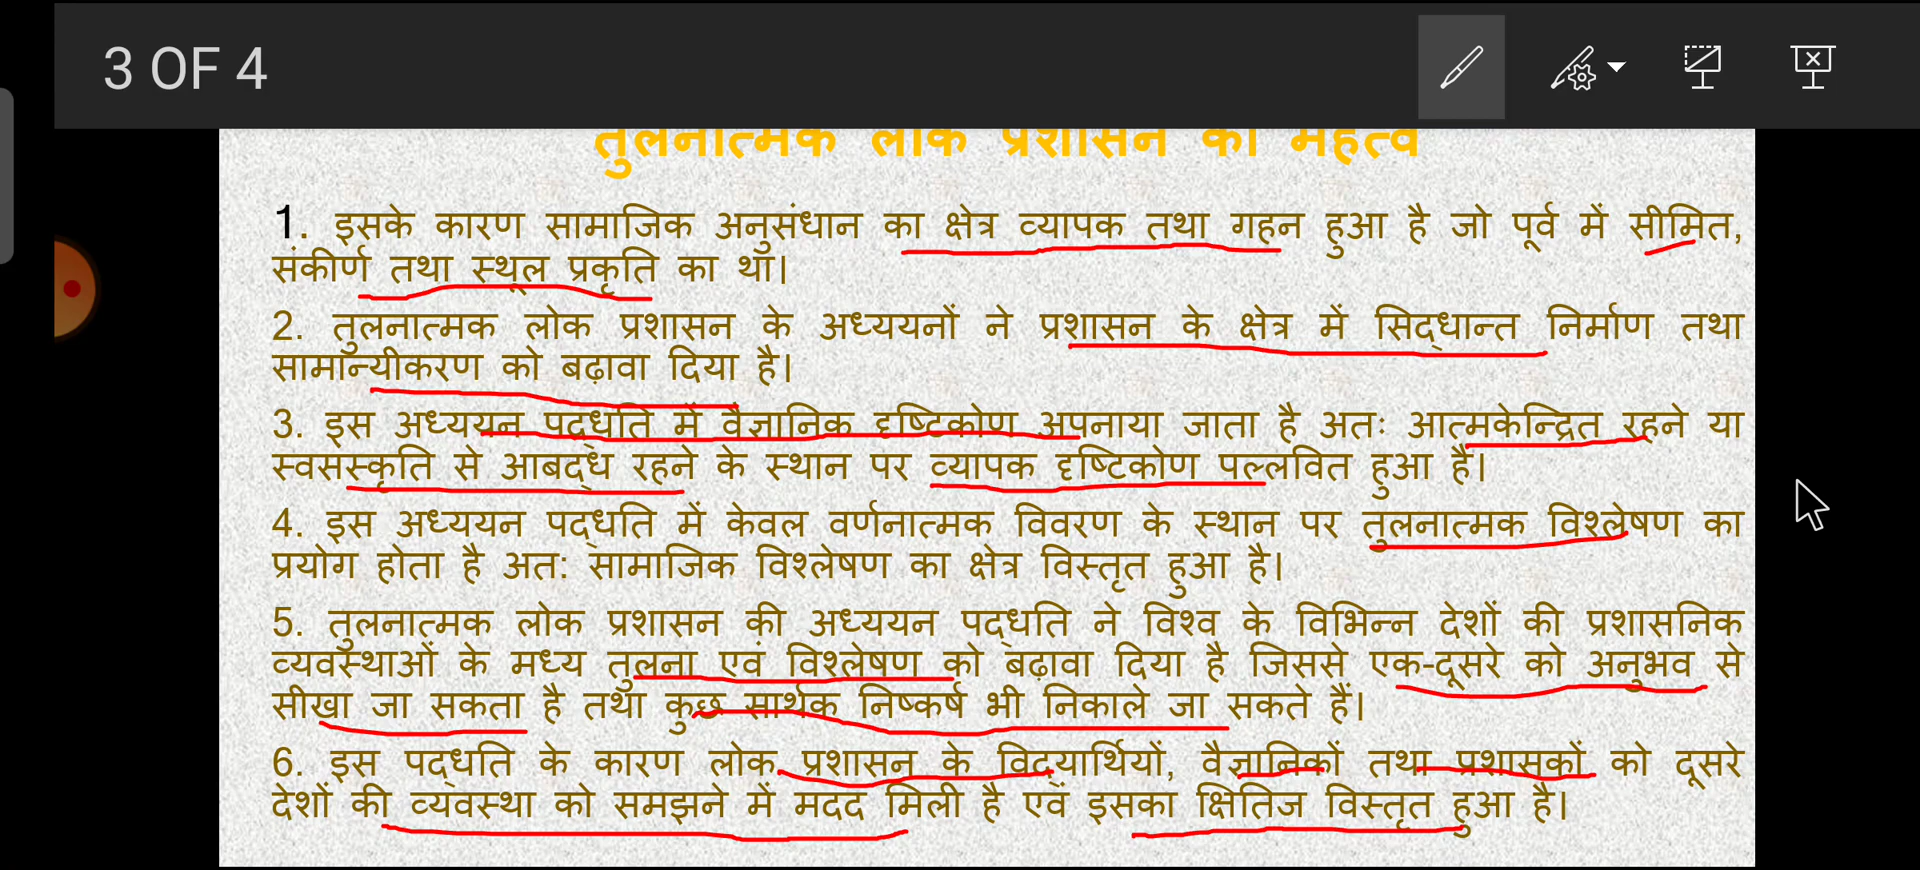 3 OF 4
तुलनात्मक लोक प्रशासन का महत्व
1. इसके कारण सामाजिक अनुसंधान का क्षेत्र व्यापक तथा गहन हुआ है जो पूर्व में सीमित,
संकीर्ण तथा स्थूल प्रकृति का था।
2. तुलनात्मक लोक प्रशासन के अध्ययनों ने प्रशासन के क्षेत्र में सिद्धान्त निर्माण तथा
सामान्यीकरण को बढ़ावा दिया है।
3. इस अध्ययन पद्धति में वैज्ञानिक दृष्टिकोण अपनाया जाता है अतः आत्मकेन्द्रित रहने या
स्वसंस्कृति से आबद्ध रहने के स्थान पर व्यापक दृष्टिकोण पल्लवित हुआ है।
4. इस अध्ययन पद्धति में केवल वर्णनात्मक विवरण के स्थान पर तुलनात्मक विश्लेषण का
प्रयोग होता है अत: सामाजिक विश्लेषण का क्षेत्र विस्तृत हुआ है।
5. तुलनात्मक लोक प्रशासन की अध्ययन पद्धति ने विश्व के विभिन्न देशों की प्रशासनिक
व्यवस्थाओं के मध्य तुलना एवं विश्लेषण को बढ़ावा दिया है जिससे एक-दूसरे को अनुभव से
सीखा जा सकता है तथा कुछ सार्थक निष्कर्ष भी निकाले जा सकते हैं।
6. इस पद्धति के कारण लोक प्रशासन के विद्यार्थियों, वैज्ञानिकों तथा प्रशासकों को दूसरे
देशों की व्यवस्था को समझने में मदद मिली है एवं इसका क्षितिज विस्तृत हुआ है।